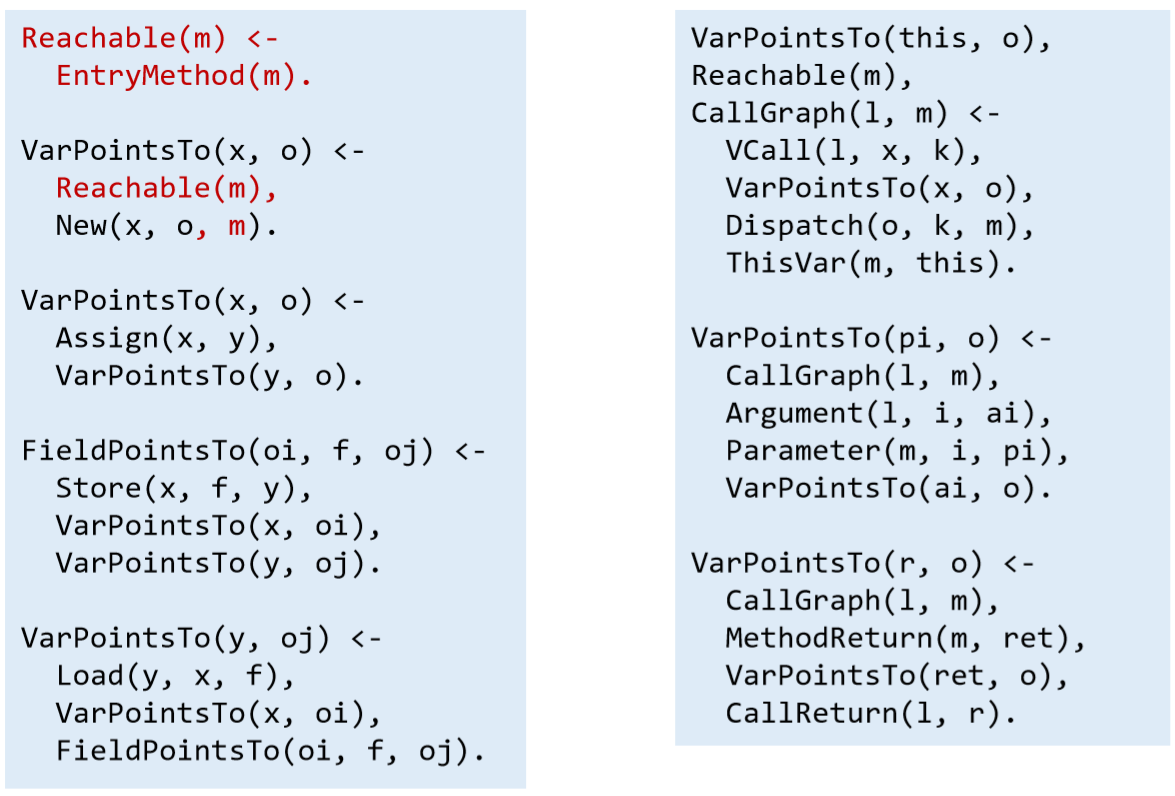 Reachable(m) <-
  EntryMethod(m).

VarPointsTo(x, o) <-
  Reachable(m),
  New(x, o, m).

VarPointsTo(x, o) <-
  Assign(x, y),
  VarPointsTo(y, o).

FieldPointsTo(oi, f, oj) <-
  Store(x, f, y),
  VarPointsTo(x, oi),
  VarPointsTo(y, oj).

VarPointsTo(y, oj) <-
  Load(y, x, f),
  VarPointsTo(x, oi),
  FieldPointsTo(oi, f, oj).

VarPointsTo(this, o),
Reachable(m),
CallGraph(l, m) <-
  VCall(l, x, k),
  VarPointsTo(x, o),
  Dispatch(o, k, m),
  ThisVar(m, this).

VarPointsTo(pi, o) <-
  CallGraph(l, m),
  Argument(l, i, ai),
  Parameter(m, i, pi),
  VarPointsTo(ai, o).

VarPointsTo(r, o) <-
  CallGraph(l, m),
  MethodReturn(m, ret),
  VarPointsTo(ret, o),
  CallReturn(l, r).